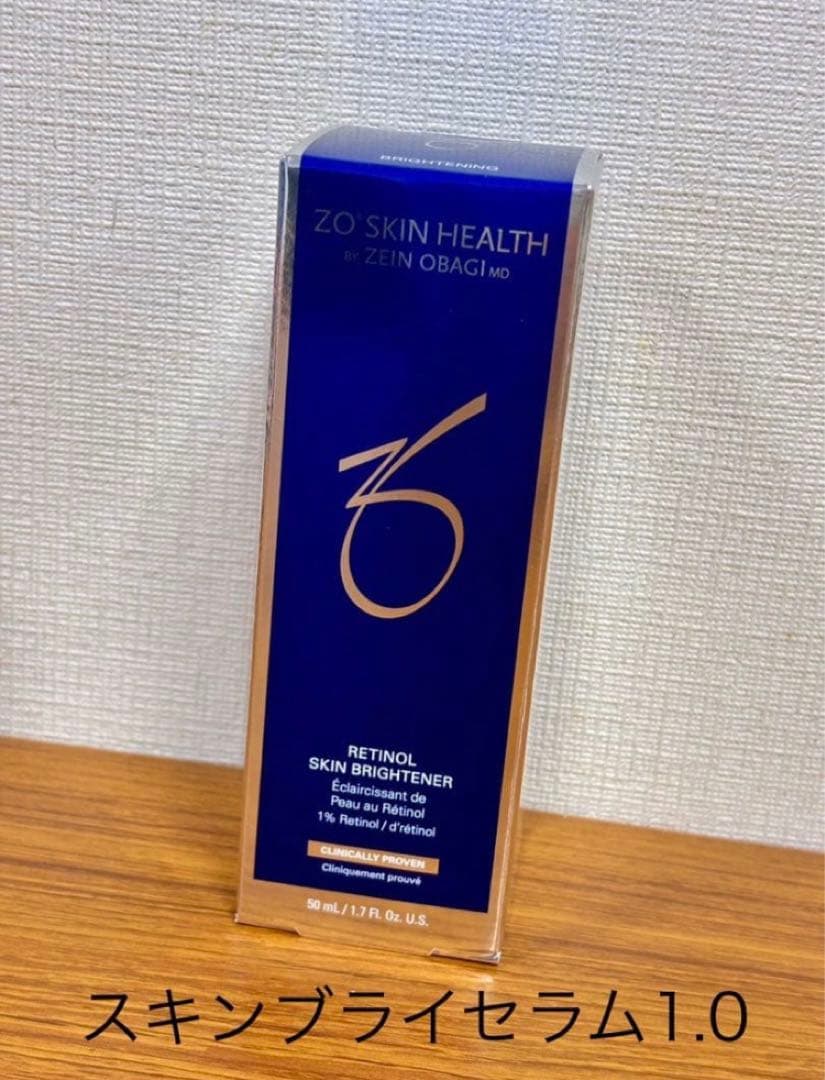 BRIGHTENING
ZO® SKIN HEALTH
BY ZEIN OBAGI MD
RETINOL
SKIN BRIGHTENER
Éclaircissant de
Peau au Rétinol
1% Retinol / d'rétinol
CLINICALLY PROVEN
Cliniquement prouvé
50 mL / 1.7 Fl. Oz. U.S.
スキンブライセラム1.0